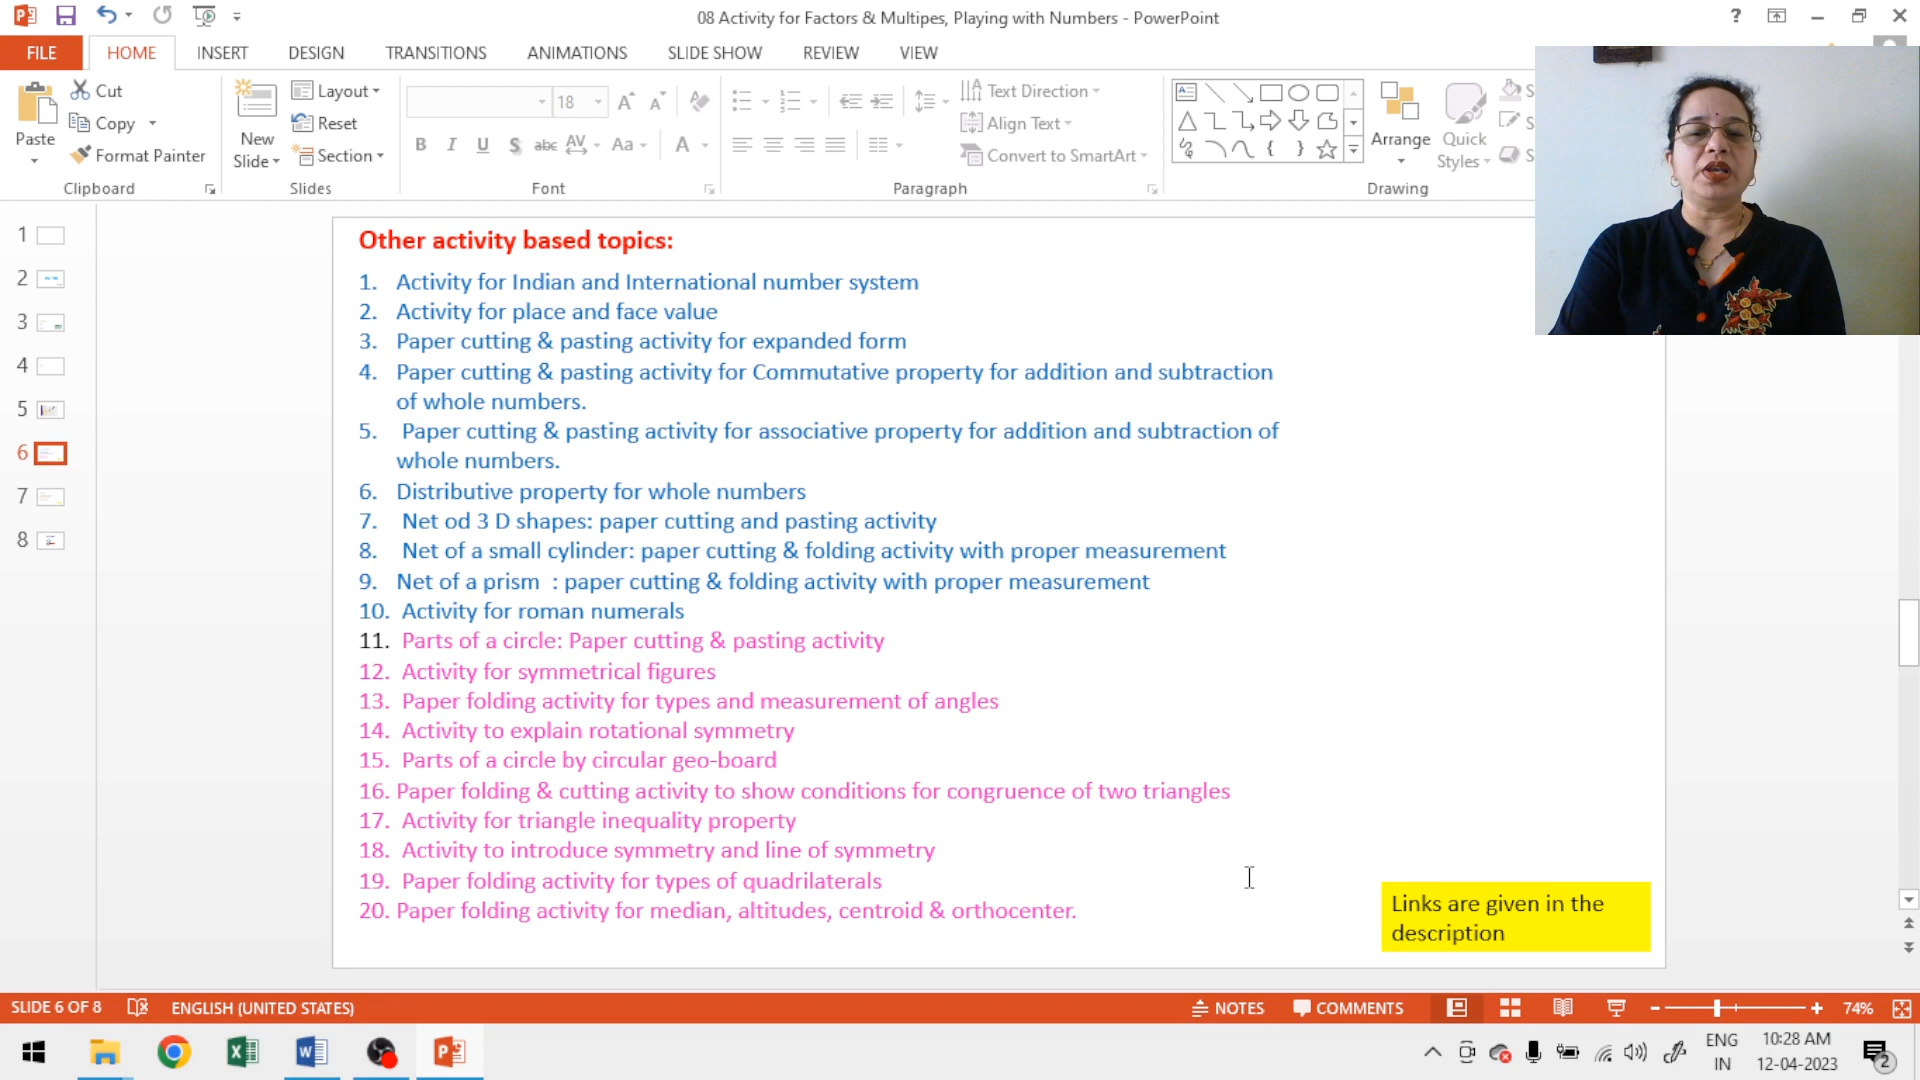 08 Activity for Factors & Multipes, Playing with Numbers - PowerPoint
FILE HOME INSERT DESIGN TRANSITIONS ANIMATIONS SLIDE SHOW REVIEW VIEW
Paste
Cut
Copy
Format Painter
Clipboard
New
Slide
Layout
Reset
Section
Slides
18
Font
Text Direction
Align Text
Convert to SmartArt
Paragraph
Arrange
Quick
Styles
Drawing
1
2
3
4
5
6
7
8
Other activity based topics:
1. Activity for Indian and International number system
2. Activity for place and face value
3. Paper cutting & pasting activity for expanded form
4. Paper cutting & pasting activity for Commutative property for addition and subtraction
of whole numbers.
5. Paper cutting & pasting activity for associative property for addition and subtraction of
whole numbers.
6. Distributive property for whole numbers
7. Net od 3 D shapes: paper cutting and pasting activity
8. Net of a small cylinder: paper cutting & folding activity with proper measurement
9. Net of a prism : paper cutting & folding activity with proper measurement
10. Activity for roman numerals
11. Parts of a circle: Paper cutting & pasting activity
12. Activity for symmetrical figures
13. Paper folding activity for types and measurement of angles
14. Activity to explain rotational symmetry
15. Parts of a circle by circular geo-board
16. Paper folding & cutting activity to show conditions for congruence of two triangles
17. Activity for triangle inequality property
18. Activity to introduce symmetry and line of symmetry
19. Paper folding activity for types of quadrilaterals
20. Paper folding activity for median, altitudes, centroid & orthocenter.
Links are given in the
description
SLIDE 6 OF 8 ENGLISH (UNITED STATES) NOTES COMMENTS 74%
ENG
IN
10:28 AM
12-04-2023
2